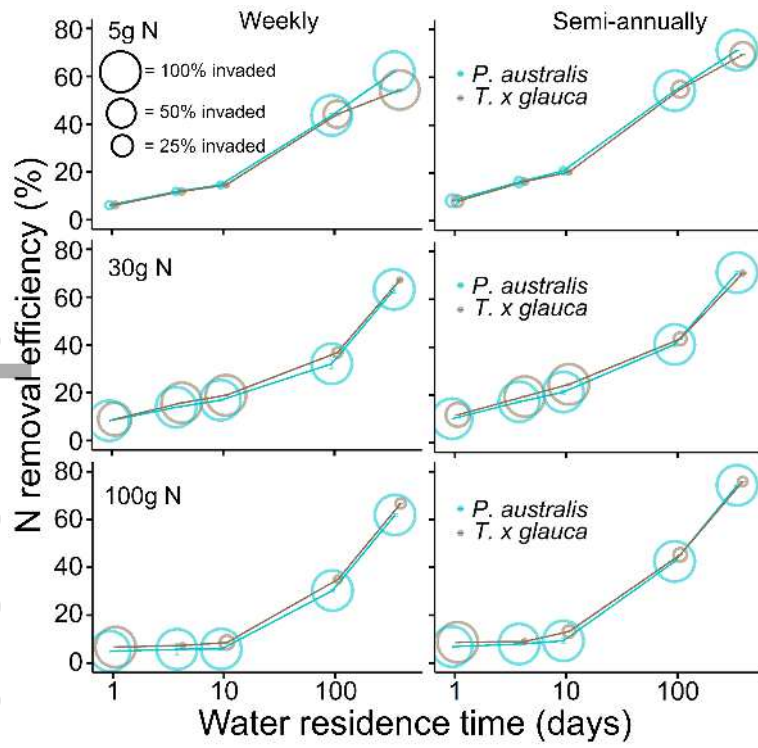 Weekly
Semi-annually
5g N
= 100% invaded
= 50% invaded
= 25% invaded
P. australis
T. x glauca
80
60
40
20
0
30g N
P. australis
T. x glauca
80
60
40
20
0
100g N
P. australis
T. x glauca
80
60
40
20
0
N removal efficiency (%)
1 10 100 1 10 100
Water residence time (days)